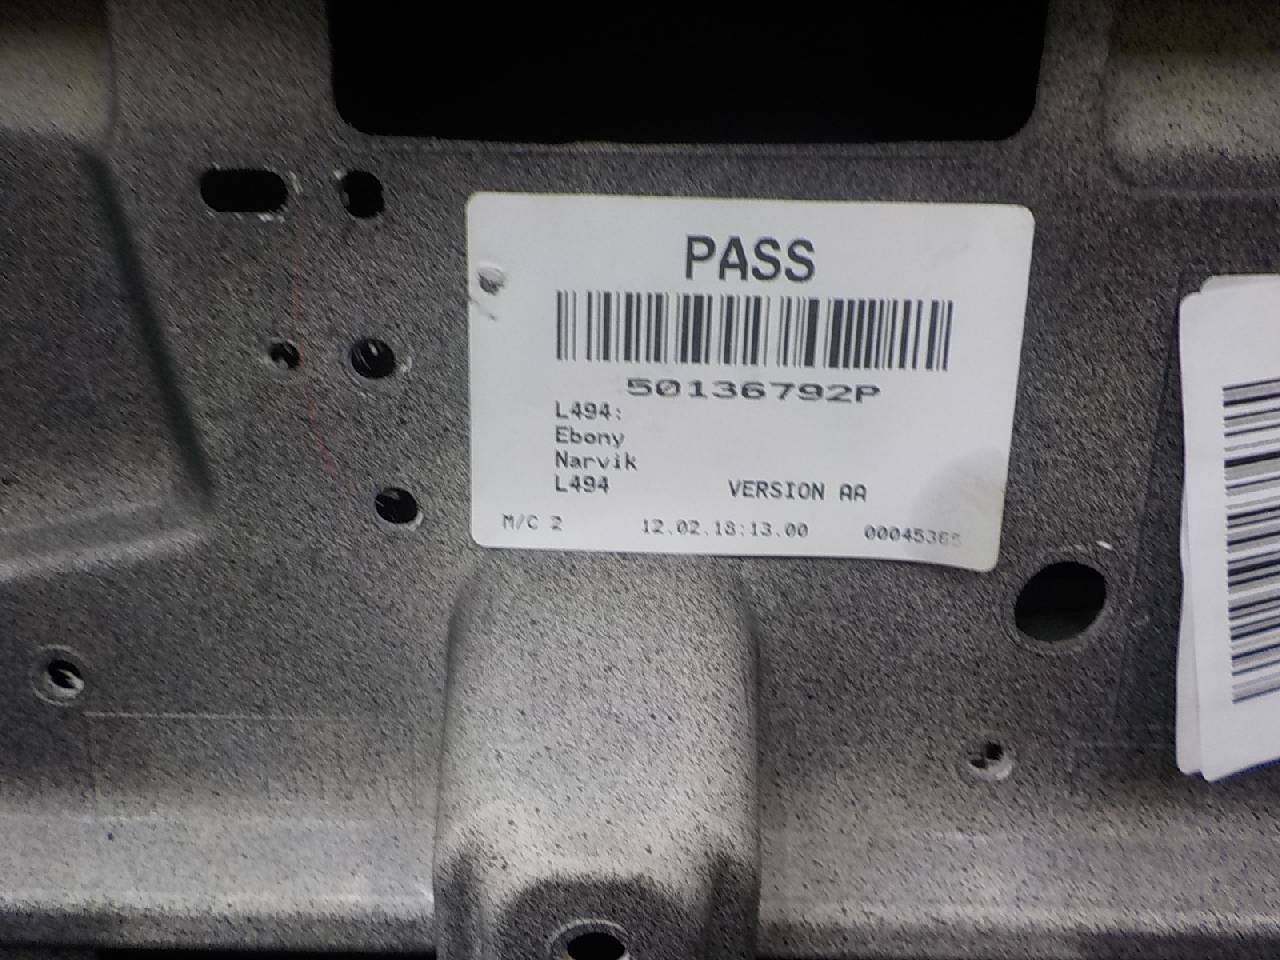 PASS
50136792P
L494:
Ebony
Narvik
L494
VERSION AA
M/C 2
12.02.18:13.00
00045365